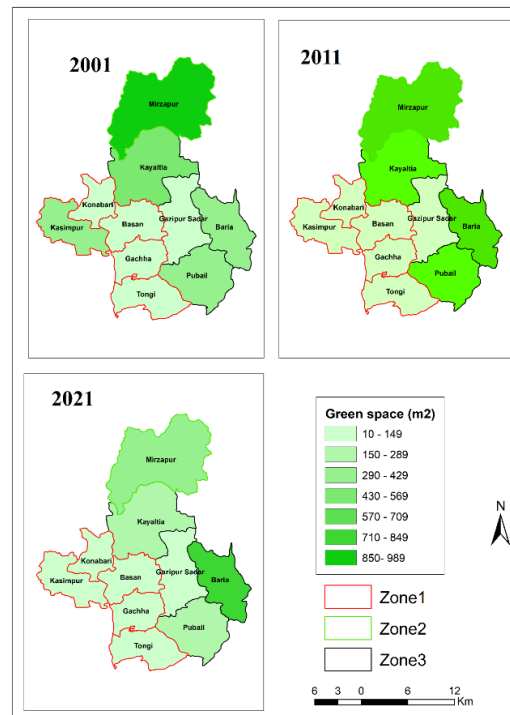 2001
Mirzapur
Kayaltia
Konabari
Kasimpur
Basan
Gazipur Sadar
Baria
Gachha
Pubail
Tongi
2011
Mirzapur
Kayaltia
Konabari
Kasimpur
Basan
Gazipur Sadar
Baria
Gachha
Pubail
Tongi
2021
Mirzapur
Kayaltia
Konabari
Kasimpur
Basan
Gazipur Sadar
Baria
Gachha
Pubail
Tongi
Green space (m2)
10 - 149
150 - 289
290 - 429
430 - 569
570 - 709
710 - 849
850- 989
N
Zone1
Zone2
Zone3
6 3 0 6 12
Km